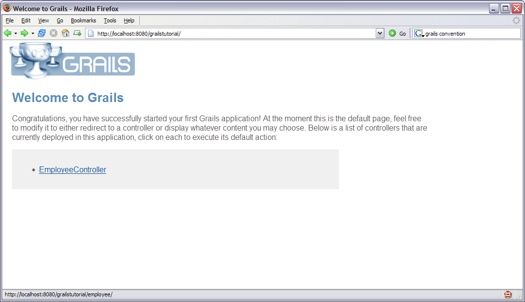 Welcome to Grails - Mozilla Firefox
File Edit View Go Bookmarks Tools Help
http://localhost:8080/grailstutorial/ Go grails convention
GRAILS
Welcome to Grails
Congratulations, you have successfully started your first Grails application! At the moment this is the default page, feel free
to modify it to either redirect to a controller or display whatever content you may choose. Below is a list of controllers that are
currently deployed in this application, click on each to execute its default action:
• EmployeeController
http://localhost:8080/grailstutorial/employee/